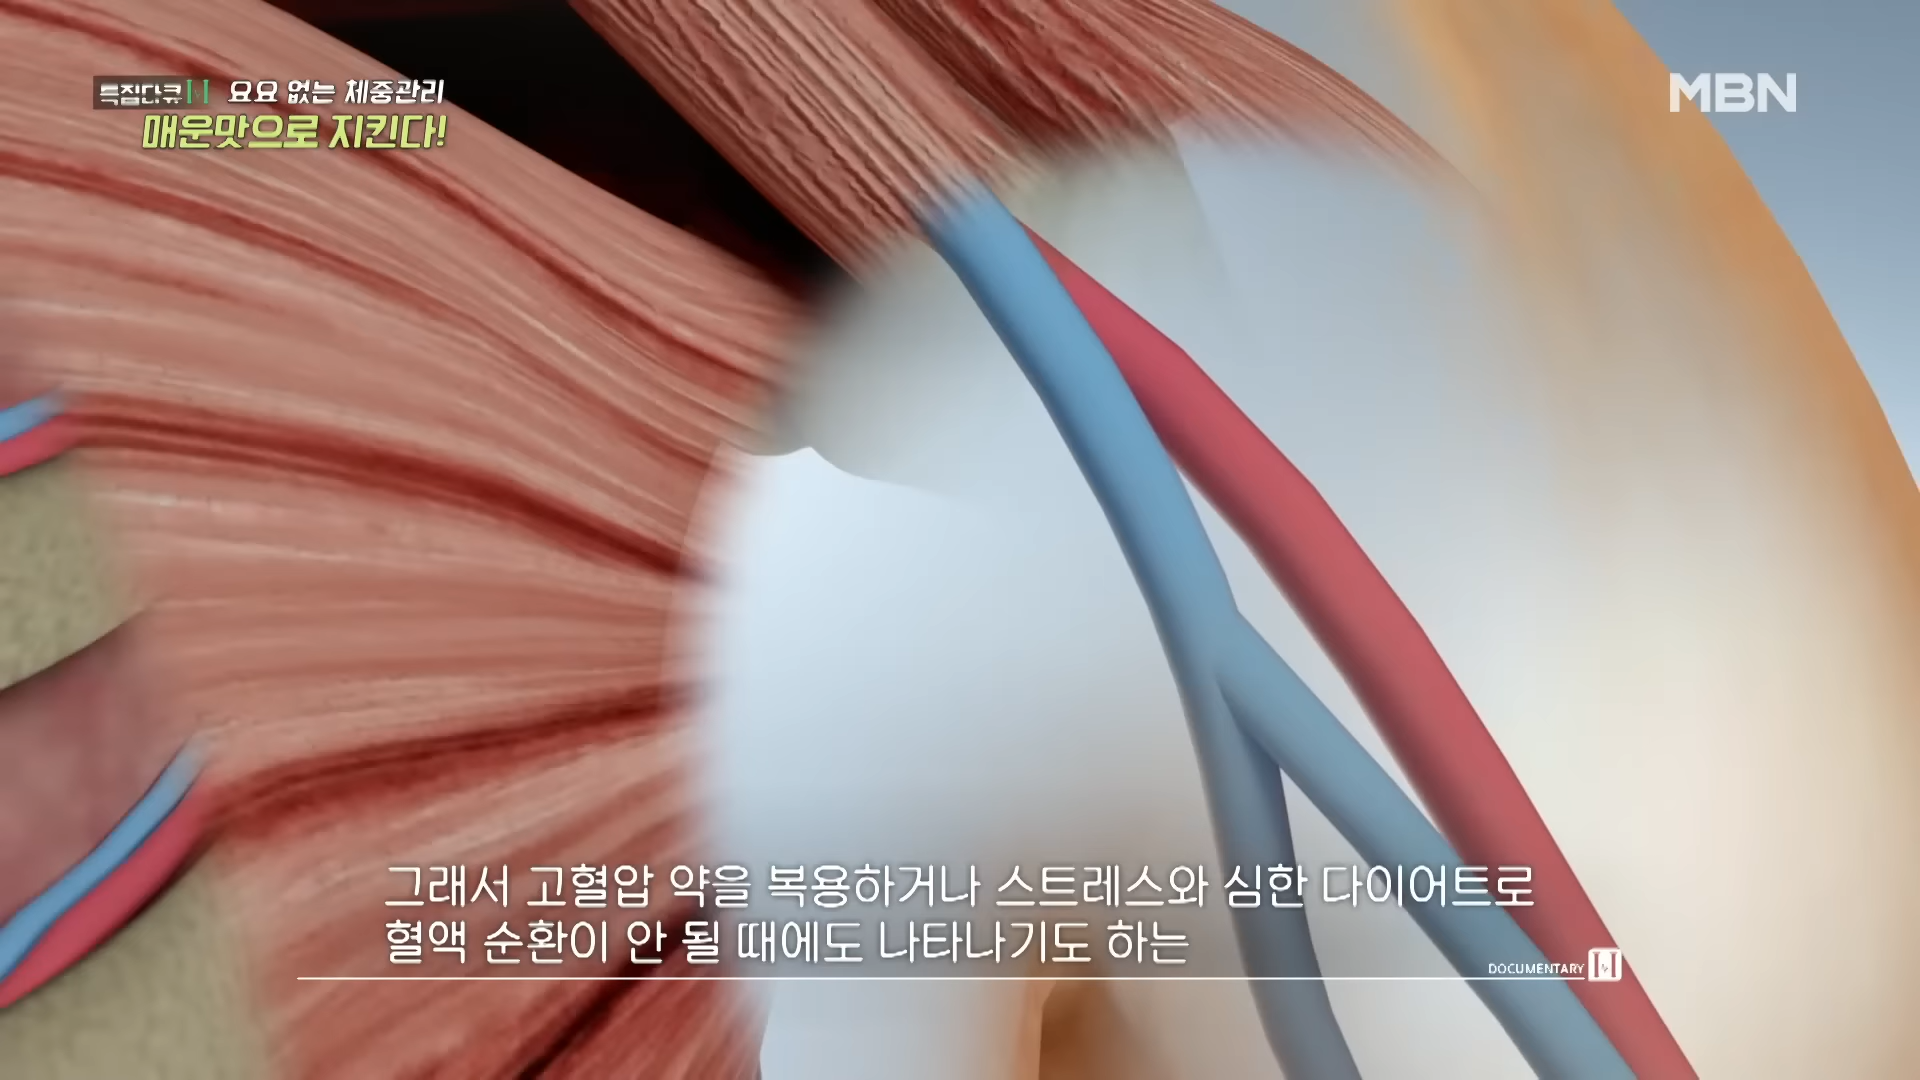 특집다큐M 요요 없는 체중관리
매운맛으로 지킨다!
MBN
그래서 고혈압 약을 복용하거나 스트레스와 심한 다이어트로
혈액 순환이 안 될 때에도 나타나기도 하는
DOCUMENTARY M